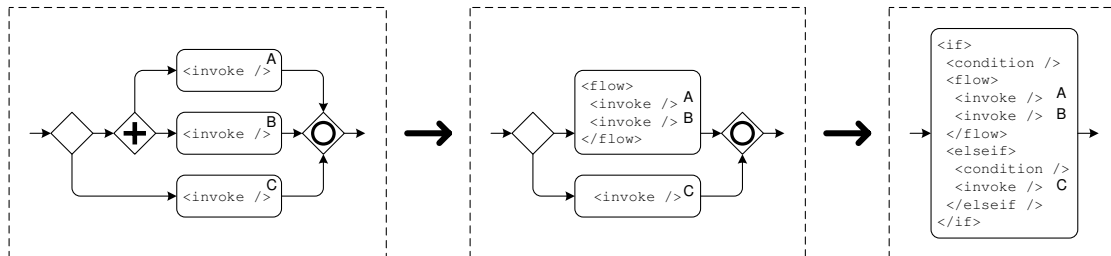 A
<invoke />
B
<invoke />
C
<invoke />
<flow>
<invoke /> A
<invoke /> B
</flow>
<invoke /> C
<if>
<condition />
<flow>
<invoke /> A
<invoke /> B
</flow>
<elseif>
<condition />
<invoke /> C
</elseif />
</if>